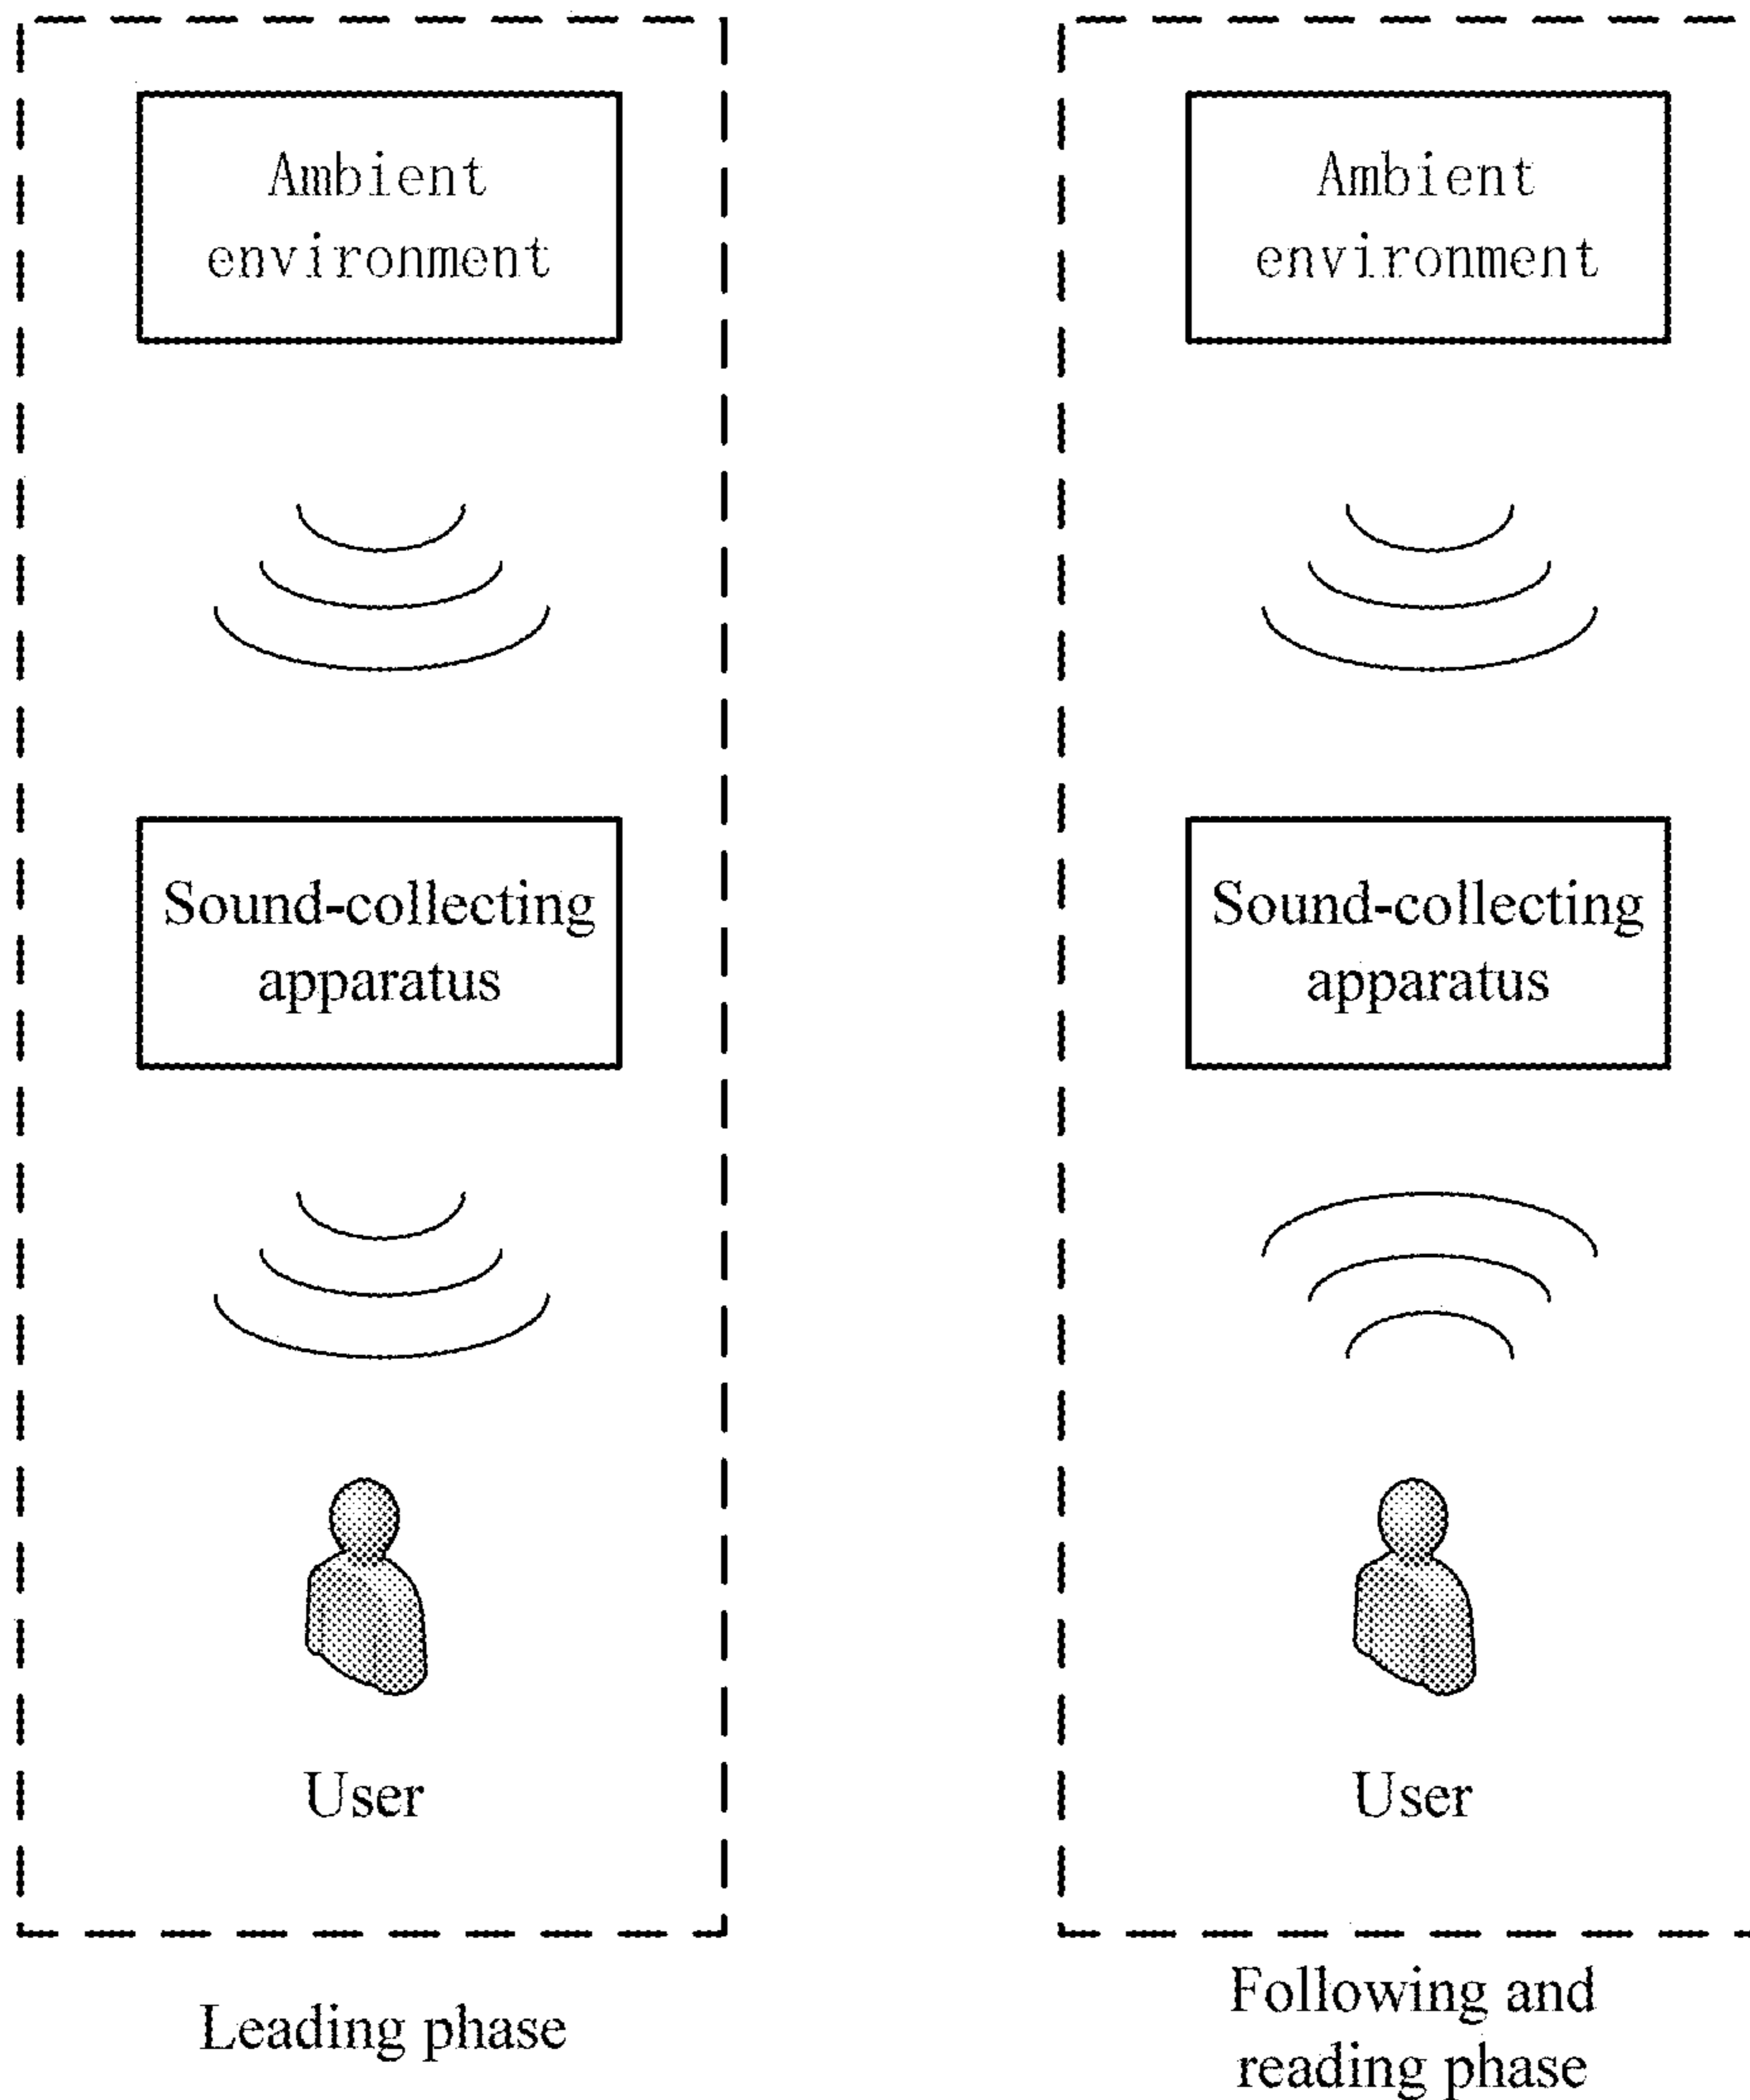 Ambient
environment
Sound-collecting
apparatus
User
Leading phase
Ambient
environment
Sound-collecting
apparatus
User
Following and
reading phase